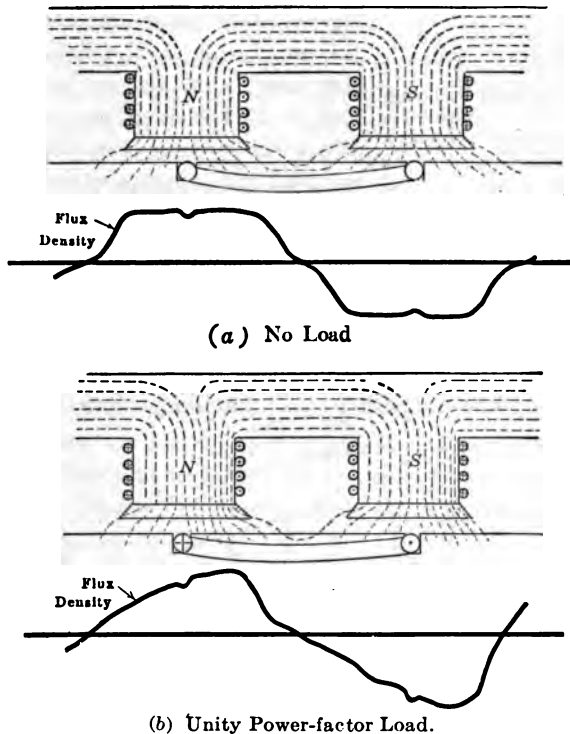 N S
Flux
Density
(a) No Load
N S
Flux
Density
(b) Unity Power-factor Load.